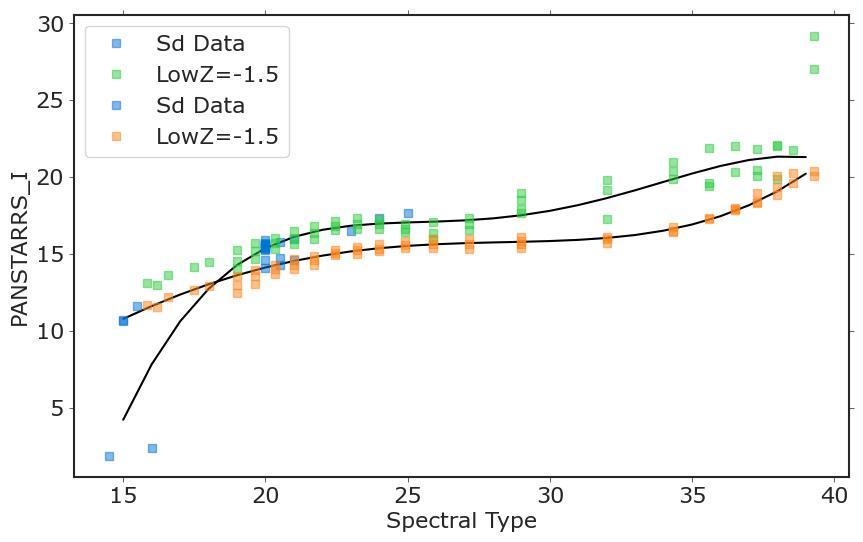 30
25
20
15
10
5
PANSTARRS_I
Sd Data
LowZ=-1.5
Sd Data
LowZ=-1.5
15 20 25 30 35 40
Spectral Type